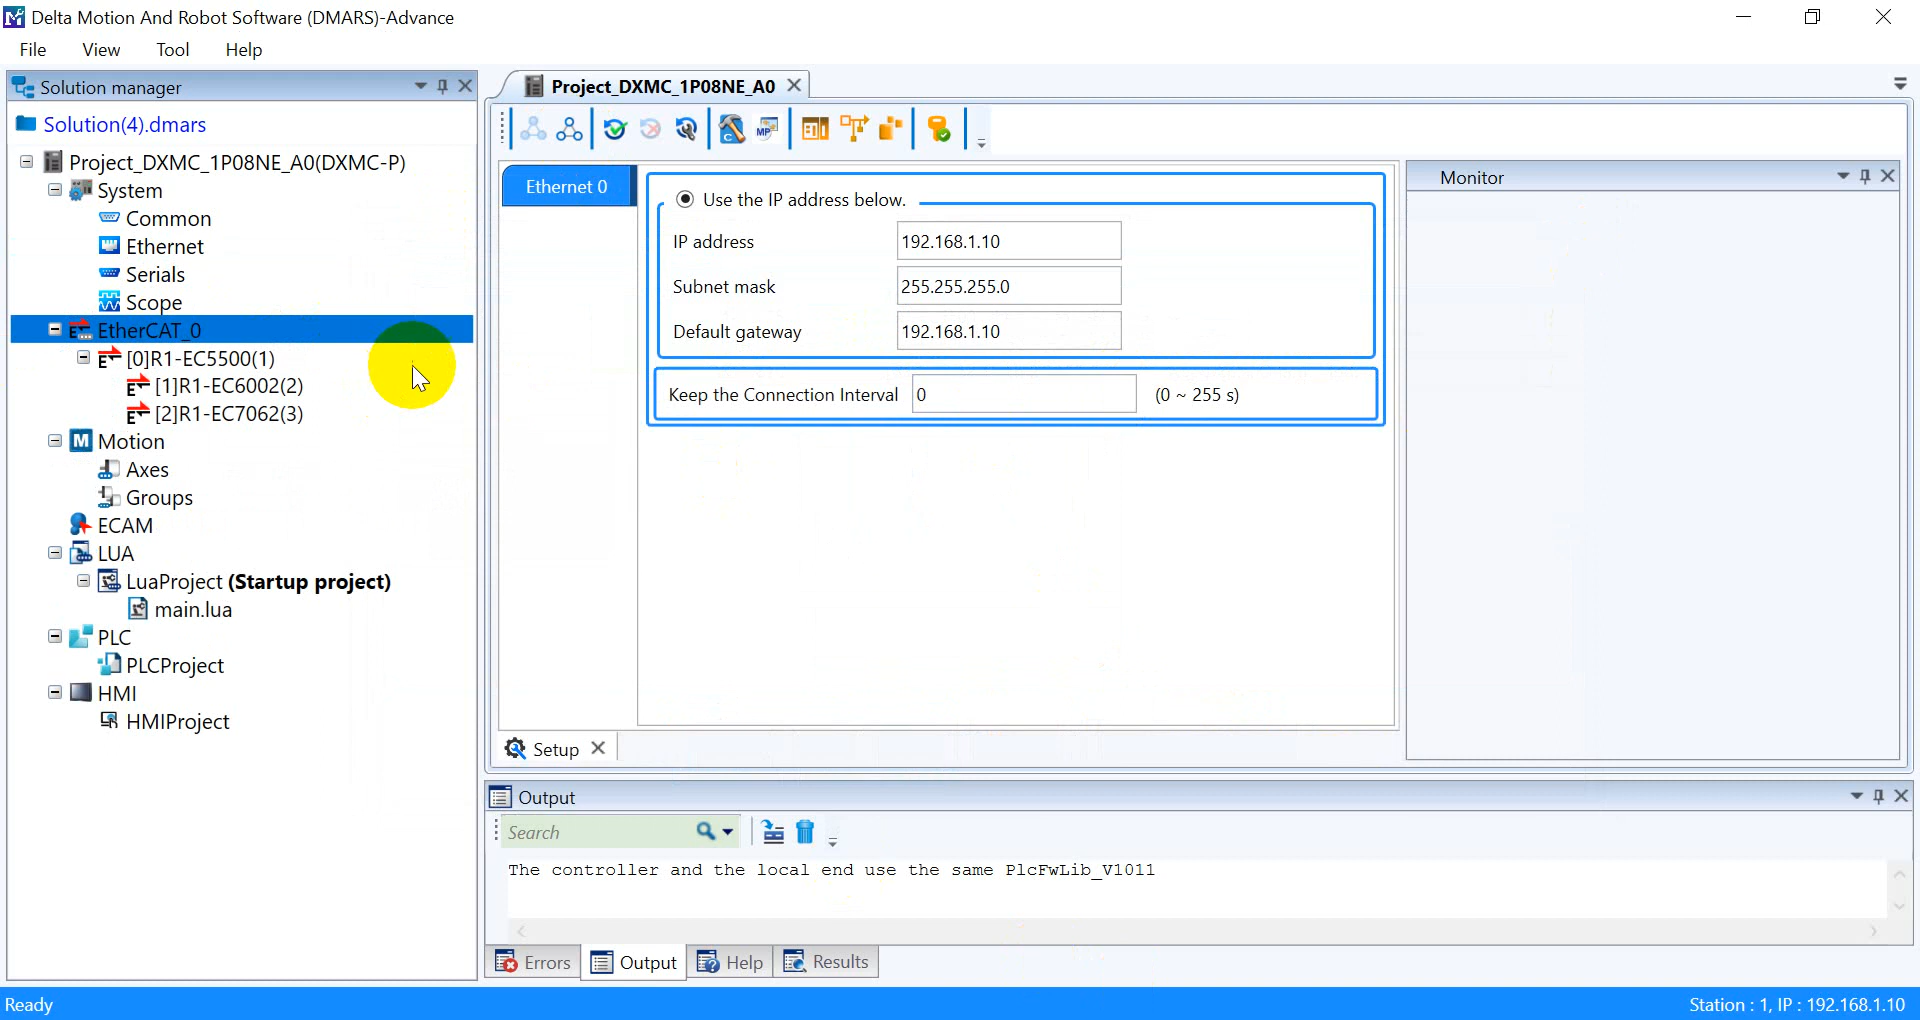 Delta Motion And Robot Software (DMARS)-Advance
File View Tool Help
Solution manager
Solution(4).dmars
Project_DXMC_1P08NE_A0(DXMC-P)
System
Common
Ethernet
Serials
Scope
EtherCAT_0
[0]R1-EC5500(1)
[1]R1-EC6002(2)
[2]R1-EC7062(3)
Motion
Axes
Groups
ECAM
LUA
LuaProject (Startup project)
main.lua
PLC
PLCProject
HMI
HMIProject
Project_DXMC_1P08NE_A0
Ethernet 0
Use the IP address below.
IP address 192.168.1.10
Subnet mask 255.255.255.0
Default gateway 192.168.1.10
Keep the Connection Interval 0 (0 ~ 255 s)
Setup
Monitor
Output
Search
The controller and the local end use the same PlcFwLib_V1011
Errors Output Help Results
Ready
Station : 1, IP : 192.168.1.10